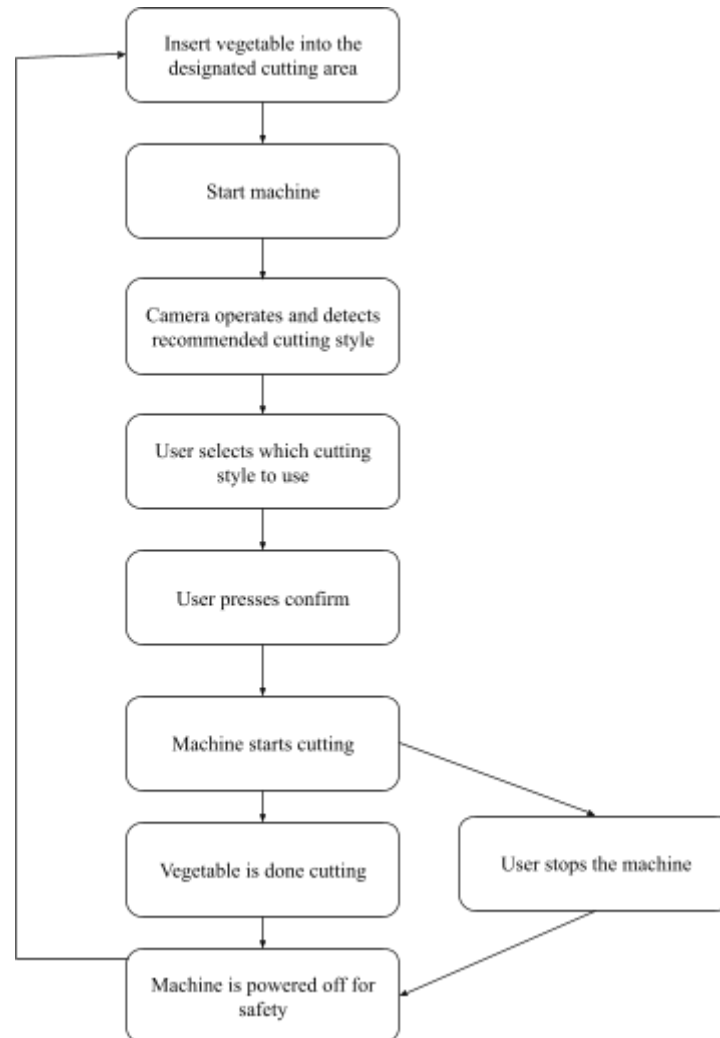 Insert vegetable into the
designated cutting area
Start machine
Camera operates and detects
recommended cutting style
User selects which cutting
style to use
User presses confirm
Machine starts cutting
Vegetable is done cutting
User stops the machine
Machine is powered off for
safety